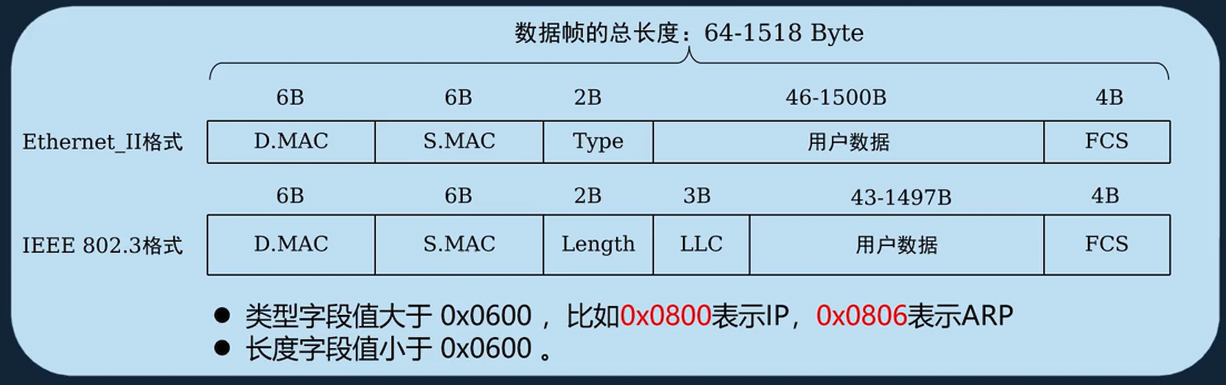 数据帧的总长度：64-1518 Byte
6B 6B 2B 46-1500B 4B
Ethernet_II格式 D.MAC S.MAC Type 用户数据 FCS
6B 6B 2B 3B 43-1497B 4B
IEEE 802.3格式 D.MAC S.MAC Length LLC 用户数据 FCS
● 类型字段值大于 0x0600 ，比如0x0800表示IP，0x0806表示ARP
● 长度字段值小于 0x0600 。